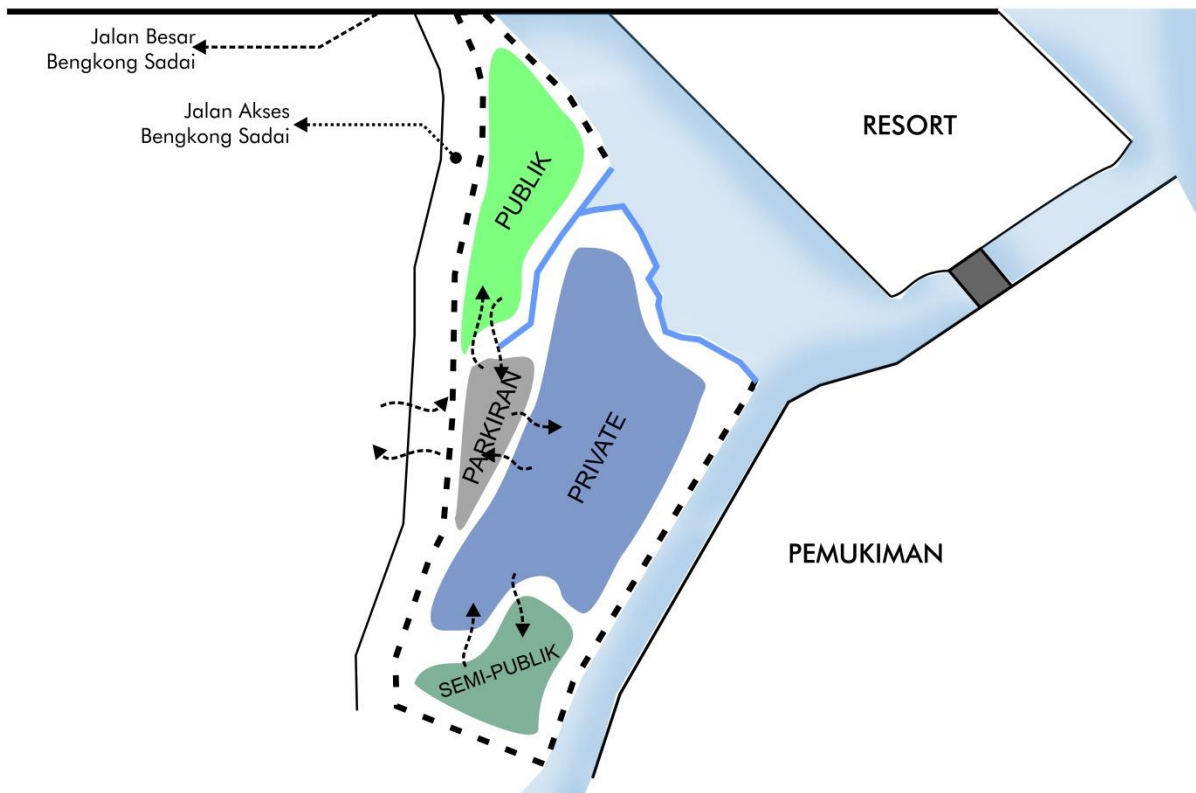 Jalan Besar
Bengkong Sadai
Jalan Akses
Bengkong Sadai
RESORT
PUBLIK
PARKIRAN
PRIVATE
PEMUKIMAN
SEMI-PUBLIK